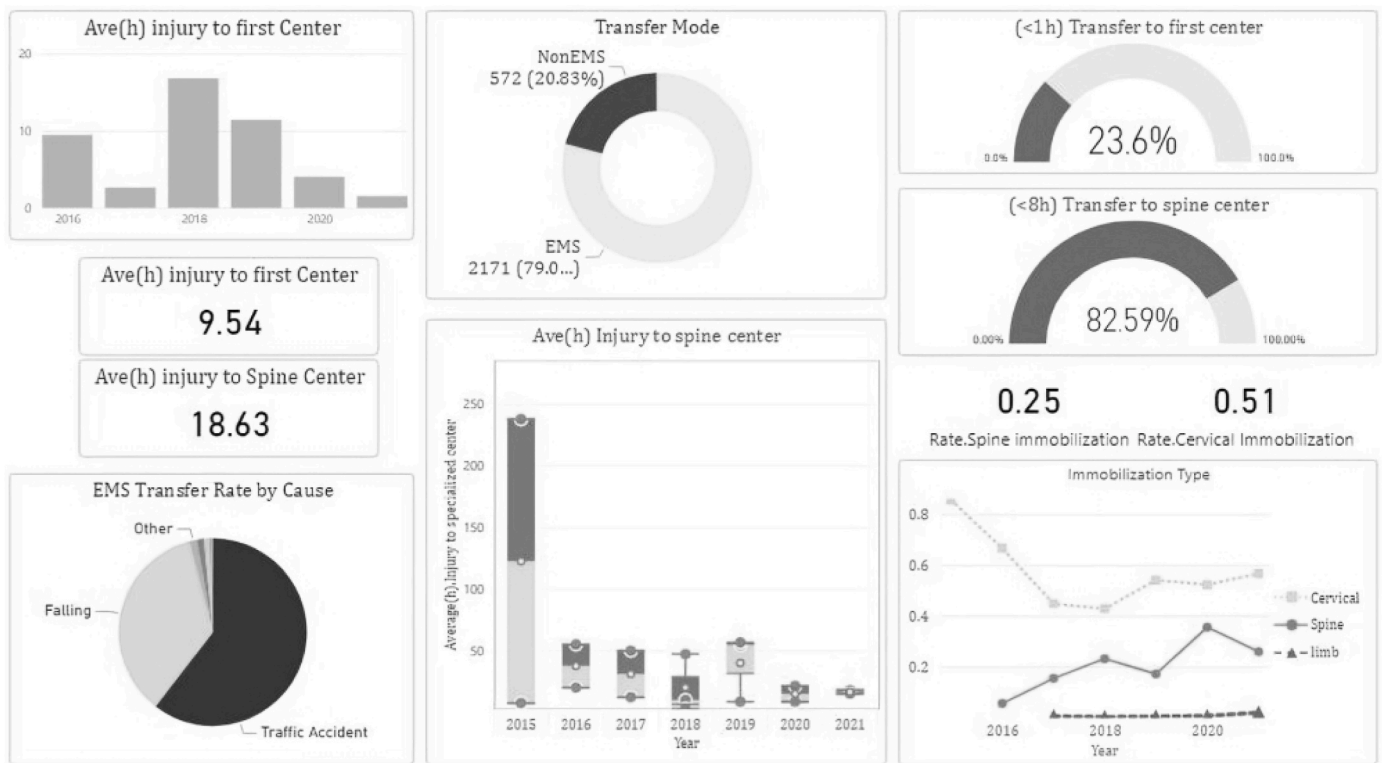 Ave(h) injury to first Center
20
10
0
2016
2018
2020
Ave(h) injury to first Center
9.54
Ave(h) injury to Spine Center
18.63
EMS Transfer Rate by Cause
Other
Falling
Traffic Accident
Transfer Mode
NonEMS
572 (20.83%)
EMS
2171 (79.0...)
Ave(h) Injury to spine center
Average(h).Injury to specialized center
250
200
150
100
50
2015 2016 2017 2018 2019 2020 2021
Year
(<1h) Transfer to first center
23.6%
0.0%
100.0%
(<8h) Transfer to spine center
82.59%
0.00%
100.00%
0.25 0.51
Rate.Spine immobilization Rate.Cervical Immobilization
Immobilization Type
0.8
0.6
0.4
0.2
Cervical
Spine
limb
2016 2018 2020
Year